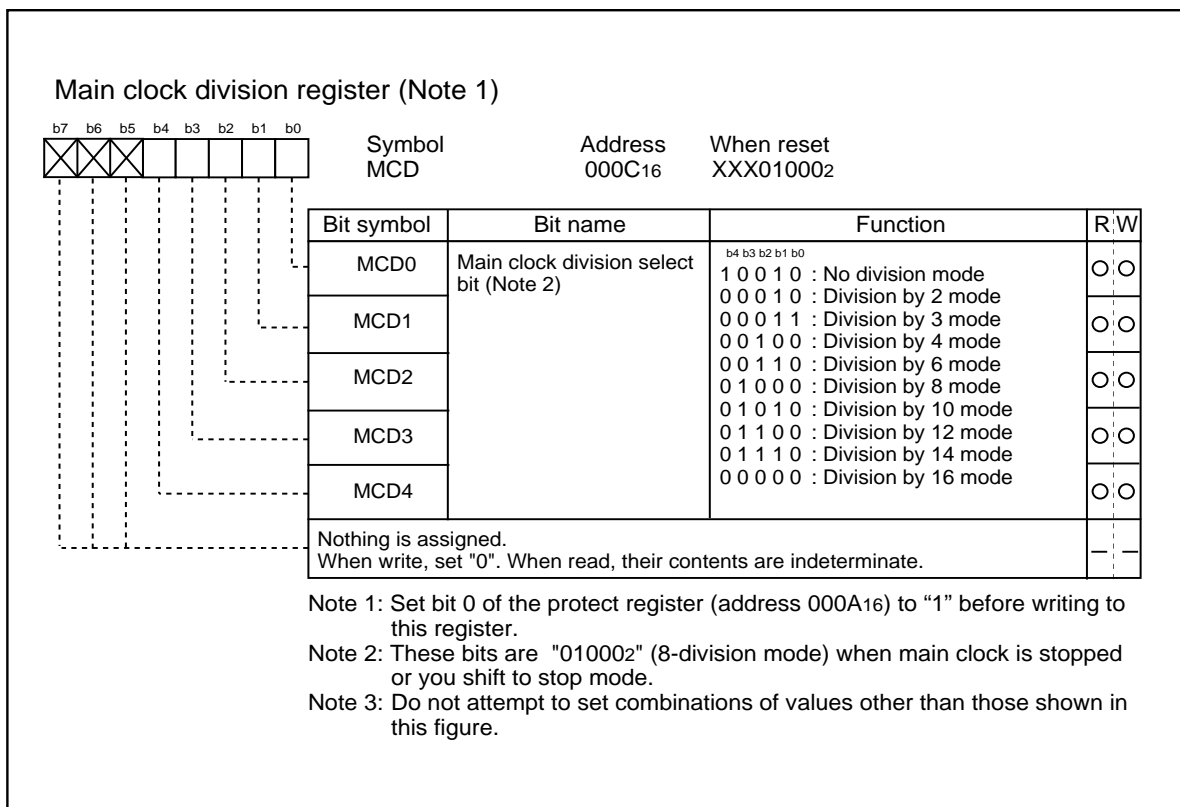 Main clock division register (Note 1)
b7 b6 b5 b4 b3 b2 b1 b0
Symbol Address When reset
MCD 000C16 XXX010002
Bit symbol Bit name Function R W
MCD0 Main clock division select
bit (Note 2)
b4 b3 b2 b1 b0
1 0 0 1 0 : No division mode
0 0 0 1 0 : Division by 2 mode
0 0 0 1 1 : Division by 3 mode
0 0 1 0 0 : Division by 4 mode
0 0 1 1 0 : Division by 6 mode
0 1 0 0 0 : Division by 8 mode
0 1 0 1 0 : Division by 10 mode
0 1 1 0 0 : Division by 12 mode
0 1 1 1 0 : Division by 14 mode
0 0 0 0 0 : Division by 16 mode
MCD1
MCD2
MCD3
MCD4
Nothing is assigned.
When write, set "0". When read, their contents are indeterminate.
Note 1: Set bit 0 of the protect register (address 000A16) to “1” before writing to
this register.
Note 2: These bits are "010002" (8-division mode) when main clock is stopped
or you shift to stop mode.
Note 3: Do not attempt to set combinations of values other than those shown in
this figure.